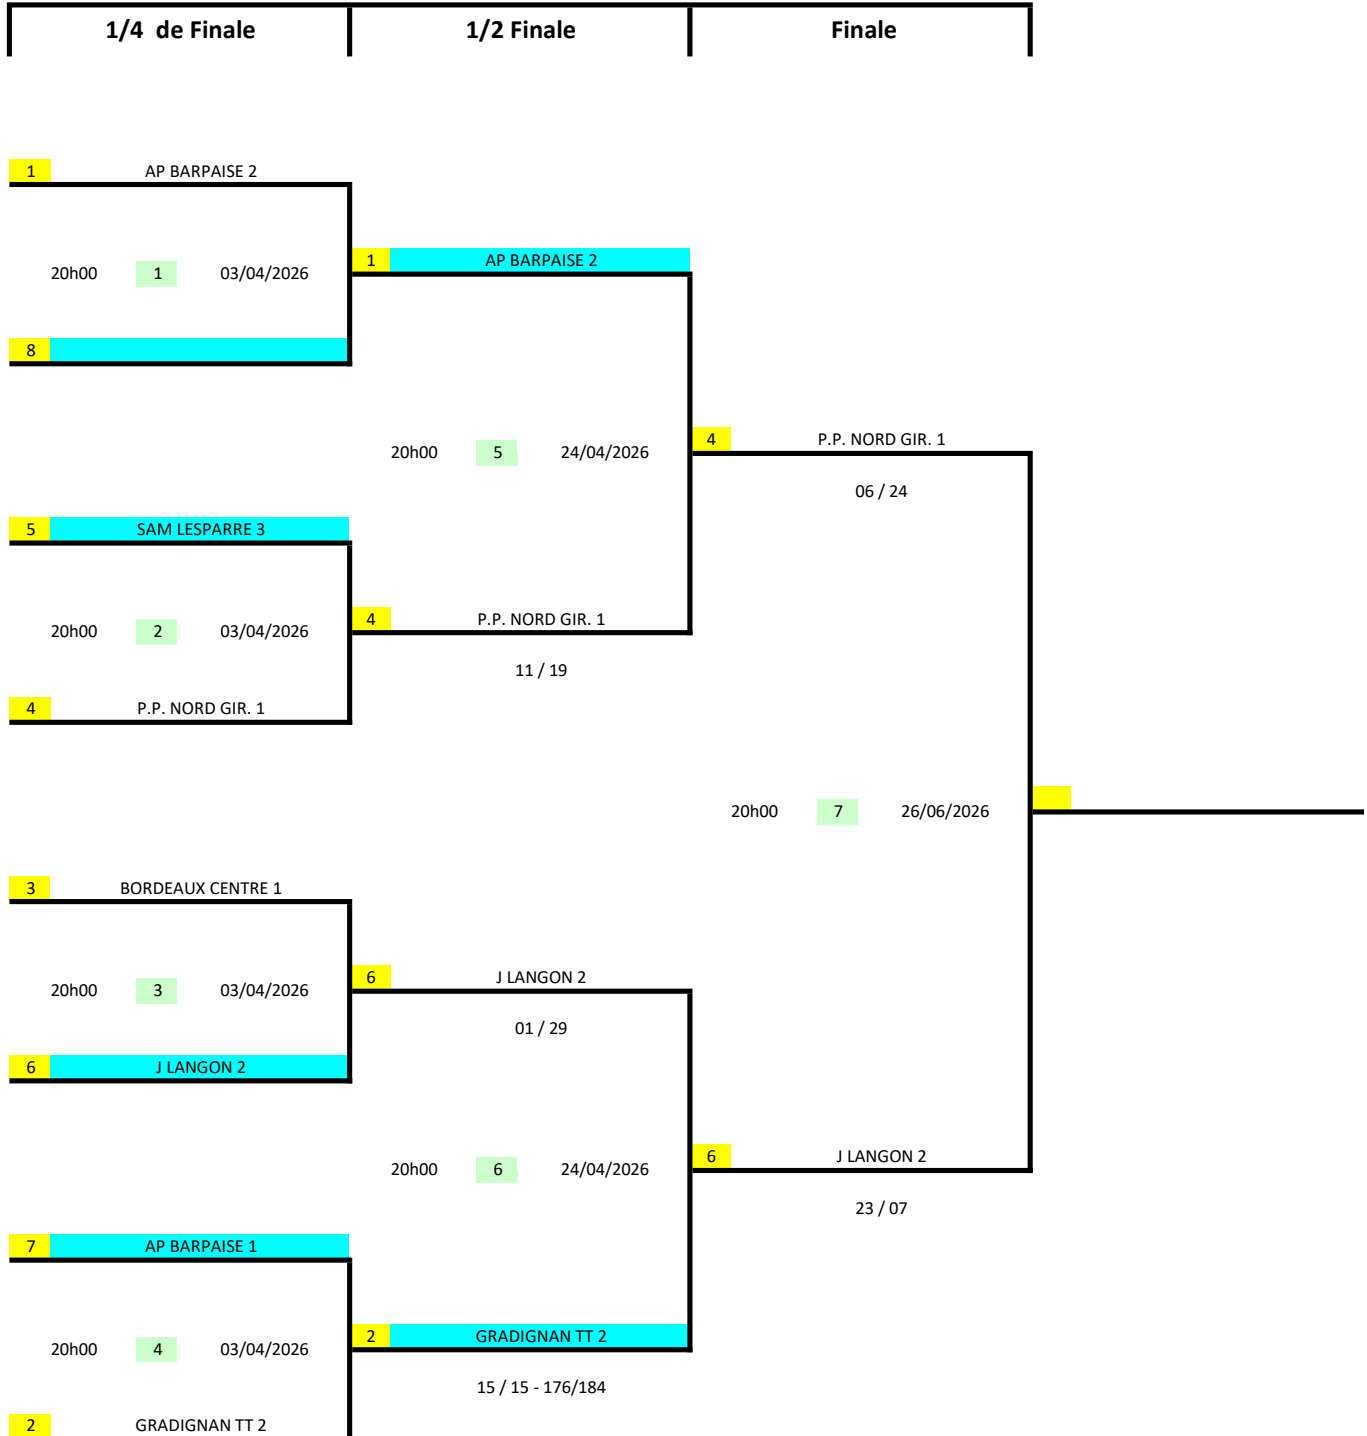 1/4 de Finale 1/2 Finale Finale
1 AP BARPAISE 2
1 AP BARPAISE 2
20h00 1 03/04/2026
8
4 P.P. NORD GIR. 1
20h00 5 24/04/2026
06 / 24
5 SAM LESPARRE 3
4 P.P. NORD GIR. 1
20h00 2 03/04/2026
11 / 19
4 P.P. NORD GIR. 1
20h00 7 26/06/2026
3 BORDEAUX CENTRE 1
6 J LANGON 2
20h00 3 03/04/2026
01 / 29
6 J LANGON 2
6 J LANGON 2
20h00 6 24/04/2026
23 / 07
7 AP BARPAISE 1
2 GRADIGNAN TT 2
20h00 4 03/04/2026
15 / 15 - 176/184
2 GRADIGNAN TT 2